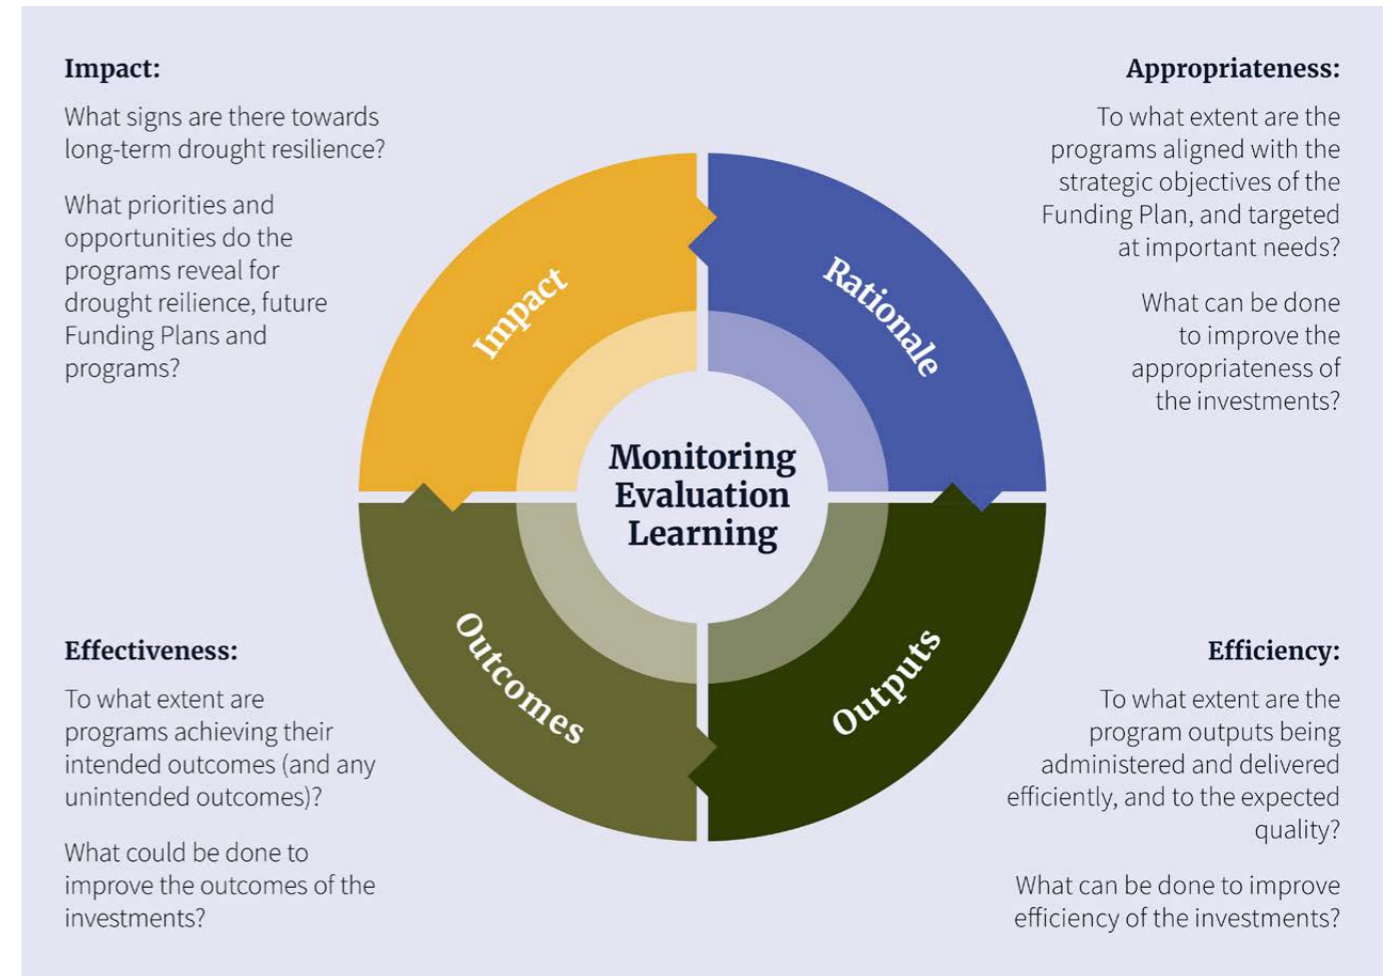 Impact:
What signs are there towards
long-term drought resilience?
What priorities and
opportunities do the
programs reveal for
drought reilience, future
Funding Plans and
programs?
Appropriateness:
To what extent are the
programs aligned with the
strategic objectives of the
Funding Plan, and targeted
at important needs?
What can be done
to improve the
appropriateness of
the investments?
Impact
Rationale
Monitoring
Evaluation
Learning
Outcomes
Outputs
Effectiveness:
To what extent are
programs achieving their
intended outcomes (and any
unintended outcomes)?
What could be done to
improve the outcomes of the
investments?
Efficiency:
To what extent are the
program outputs being
administered and delivered
efficiently, and to the expected
quality?
What can be done to improve
efficiency of the investments?